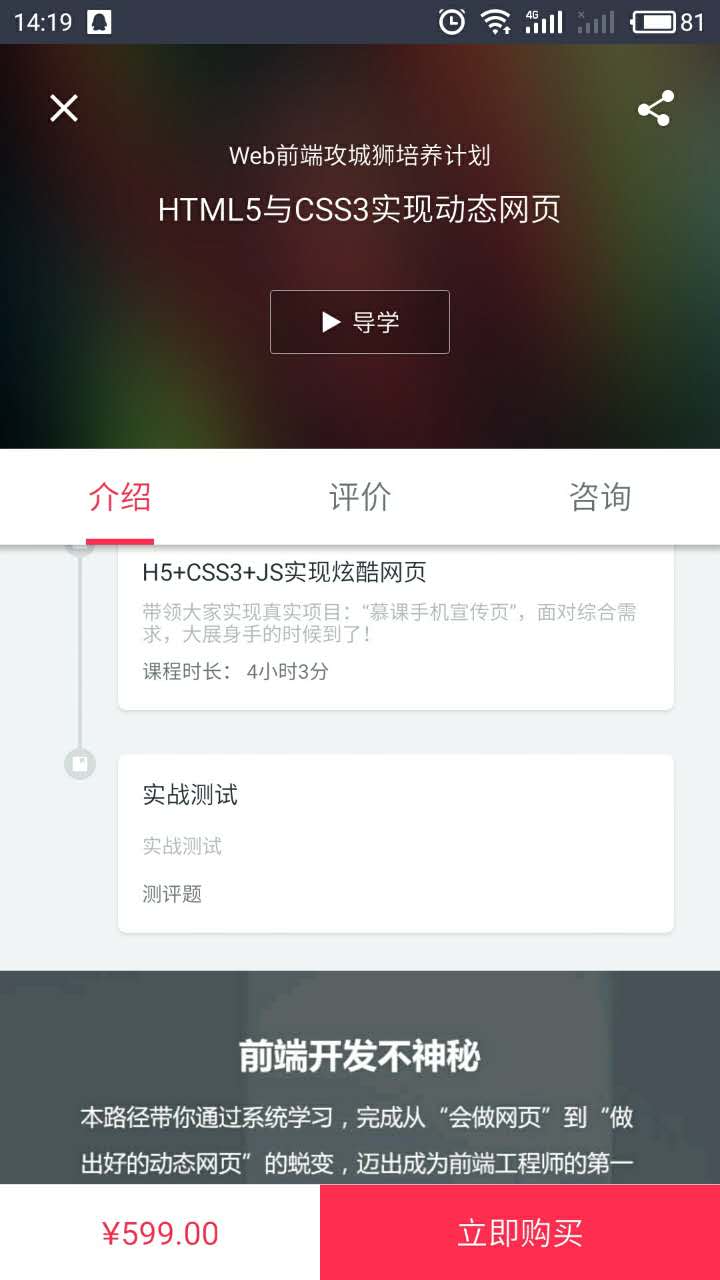 14:19
4G
81
Web前端攻城狮培养计划
HTML5与CSS3实现动态网页
导学
介绍
评价
咨询
H5+CSS3+JS实现炫酷网页
带领大家实现真实项目：“慕课手机宣传页”，面对综合需
求，大展身手的时候到了！
课程时长： 4小时3分
实战测试
实战测试
测评题
前端开发不神秘
本路径带你通过系统学习，完成从“会做网页”到“做
出好的动态网页”的蜕变，迈出成为前端工程师的第一
¥599.00
立即购买